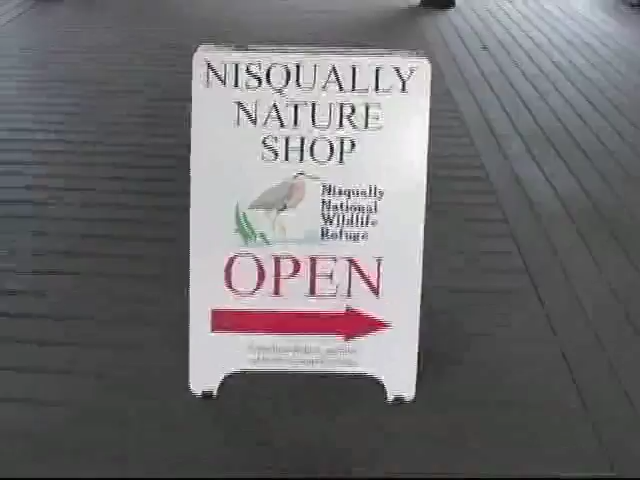 NISQUALLY
NATURE
SHOP
Nisqually
National
Wildlife
Refuge
OPEN